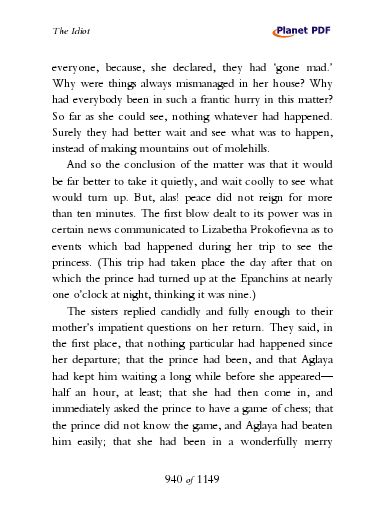 The Idiot
Planet PDF
everyone, because, she declared, they had 'gone mad.'
Why were things always mismanaged in her house? Why
had everybody been in such a frantic hurry in this matter?
So far as she could see, nothing whatever had happened.
Surely they had better wait and see what was to happen,
instead of making mountains out of molehills.
And so the conclusion of the matter was that it would
be far better to take it quietly, and wait coolly to see what
would turn up. But, alas! peace did not reign for more
than ten minutes. The first blow dealt to its power was in
certain news communicated to Lizabetha Prokofievna as to
events which bad happened during her trip to see the
princess. (This trip had taken place the day after that on
which the prince had turned up at the Epanchins at nearly
one o'clock at night, thinking it was nine.)
The sisters replied candidly and fully enough to their
mother's impatient questions on her return. They said, in
the first place, that nothing particular had happened since
her departure; that the prince had been, and that Aglaya
had kept him waiting a long while before she appeared—
half an hour, at least; that she had then come in, and
immediately asked the prince to have a game of chess; that
the prince did not know the game, and Aglaya had beaten
him easily; that she had been in a wonderfully merry
940 of 1149